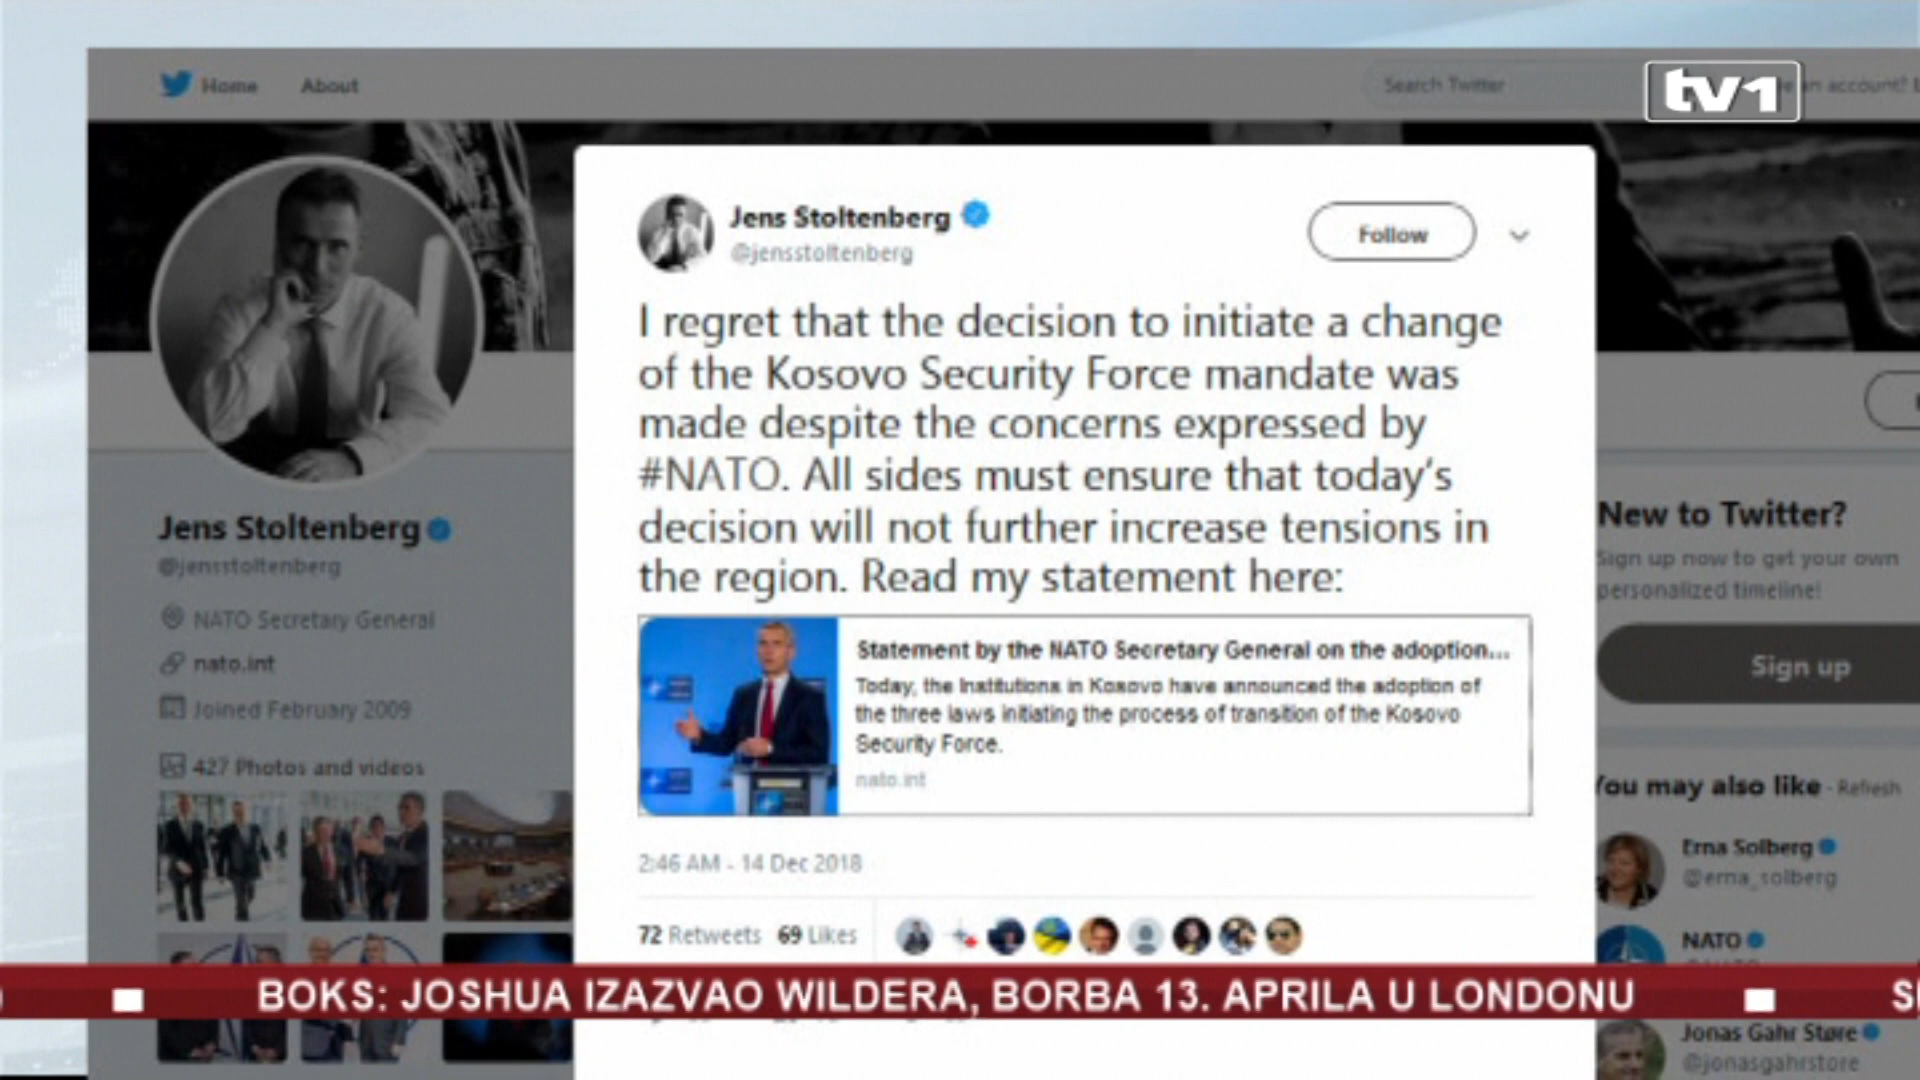 Home About
Search Twitter
an account?
tv1
Jens Stoltenberg
@jensstoltenberg
NATO Secretary General
nato.int
Joined February 2009
427 Photos and videos
Jens Stoltenberg
@jensstoltenberg
Follow
I regret that the decision to initiate a change
of the Kosovo Security Force mandate was
made despite the concerns expressed by
#NATO. All sides must ensure that today's
decision will not further increase tensions in
the region. Read my statement here:
Statement by the NATO Secretary General on the adoption...
Today, the Institutions in Kosovo have announced the adoption of
the three laws initiating the process of transition of the Kosovo
Security Force.
nato.int
2:46 AM - 14 Dec 2018
72 Retweets 69 Likes
New to Twitter?
Sign up now to get your own
personalized timeline!
Sign up
You may also like - Refresh
Erna Solberg
@erna_solberg
NATO
Jonas Gahr Støre
@jonasgahrstore
BOKS: JOSHUA IZAZVAO WILDERA, BORBA 13. APRILA U LONDONU